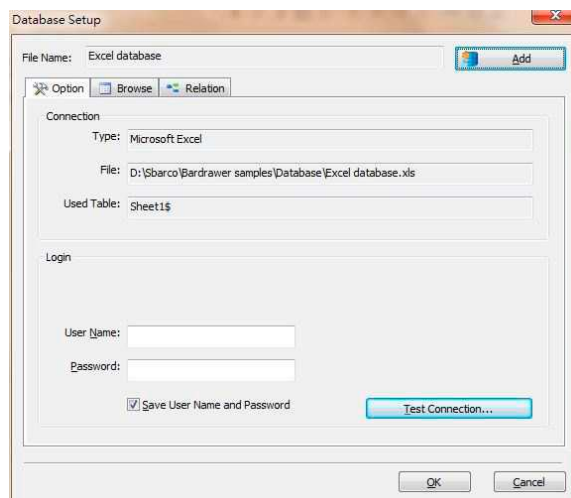 Database Setup
File Name: Excel database
Add
Option Browse Relation
Connection
Type: Microsoft Excel
File: D:\Sbarco\Bardrawer samples\Database\Excel database.xls
Used Table: Sheet1$
Login
User Name:
Password:
Save User Name and Password
Test Connection...
OK Cancel